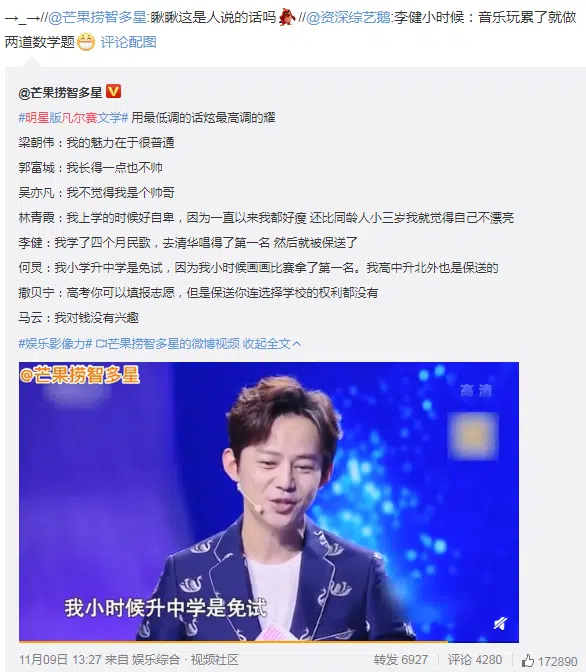 →_→//@芒果捞智多星:瞅瞅这是人说的话吗//@资深综艺鹅:李健小时候：音乐玩累了就做
两道数学题 评论配图
@芒果捞智多星
#明星版凡尔赛文学# 用最低调的话炫最高调的耀
梁朝伟：我的魅力在于很普通
郭富城：我长得一点也不帅
吴亦凡：我不觉得我是个帅哥
林青霞：我上学的时候好自卑，因为一直以来我都好瘦 还比同龄人小三岁我就觉得自己不漂亮
李健：我学了四个月民歌，去清华唱得了第一名 然后就被保送了
何炅：我小学升中学是免试，因为我小时候画画比赛拿了第一名。我高中升北外也是保送的
撒贝宁：高考你可以填报志愿，但是保送你连选择学校的权利都没有
马云：我对钱没有兴趣
#娱乐影像力# 芒果捞智多星的微博视频 收起全文
@芒果捞智多星
高清
我小时候升中学是免试
11月09日 13:27 来自 娱乐综合 · 视频社区 转发 6927 评论 4280 172890